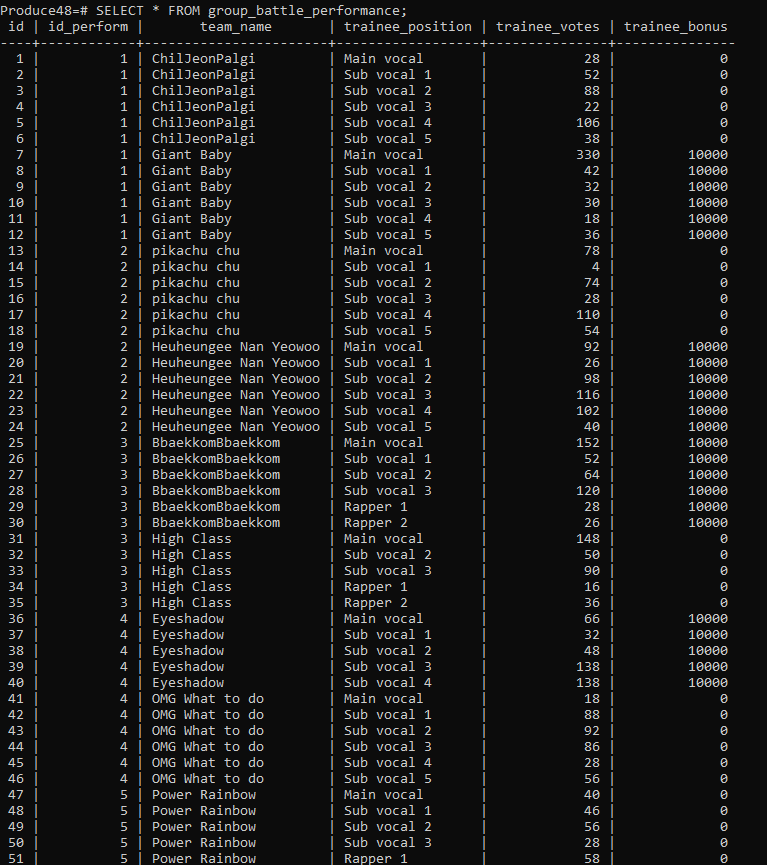 Produce48=# SELECT * FROM group_battle_performance;
 id | id_perform |       team_name       | trainee_position | trainee_votes | trainee_bonus
----+------------+-----------------------+------------------+---------------+---------------
  1 |          1 | ChilJeonPalgi         | Main vocal       |            28 |             0
  2 |          1 | ChilJeonPalgi         | Sub vocal 1      |            52 |             0
  3 |          1 | ChilJeonPalgi         | Sub vocal 2      |            88 |             0
  4 |          1 | ChilJeonPalgi         | Sub vocal 3      |            22 |             0
  5 |          1 | ChilJeonPalgi         | Sub vocal 4      |           106 |             0
  6 |          1 | ChilJeonPalgi         | Sub vocal 5      |            38 |             0
  7 |          1 | Giant Baby            | Main vocal       |           330 |         10000
  8 |          1 | Giant Baby            | Sub vocal 1      |            42 |         10000
  9 |          1 | Giant Baby            | Sub vocal 2      |            32 |         10000
 10 |          1 | Giant Baby            | Sub vocal 3      |            30 |         10000
 11 |          1 | Giant Baby            | Sub vocal 4      |            18 |         10000
 12 |          1 | Giant Baby            | Sub vocal 5      |            36 |         10000
 13 |          2 | pikachu chu           | Main vocal       |            78 |             0
 14 |          2 | pikachu chu           | Sub vocal 1      |             4 |             0
 15 |          2 | pikachu chu           | Sub vocal 2      |            74 |             0
 16 |          2 | pikachu chu           | Sub vocal 3      |            28 |             0
 17 |          2 | pikachu chu           | Sub vocal 4      |           110 |             0
 18 |          2 | pikachu chu           | Sub vocal 5      |            54 |             0
 19 |          2 | Heuheungee Nan Yeowoo | Main vocal       |            92 |         10000
 20 |          2 | Heuheungee Nan Yeowoo | Sub vocal 1      |            26 |         10000
 21 |          2 | Heuheungee Nan Yeowoo | Sub vocal 2      |            98 |         10000
 22 |          2 | Heuheungee Nan Yeowoo | Sub vocal 3      |           116 |         10000
 23 |          2 | Heuheungee Nan Yeowoo | Sub vocal 4      |           102 |         10000
 24 |          2 | Heuheungee Nan Yeowoo | Sub vocal 5      |            40 |         10000
 25 |          3 | BbaekkomBbaekkom      | Main vocal       |           152 |         10000
 26 |          3 | BbaekkomBbaekkom      | Sub vocal 1      |            52 |         10000
 27 |          3 | BbaekkomBbaekkom      | Sub vocal 2      |            64 |         10000
 28 |          3 | BbaekkomBbaekkom      | Sub vocal 3      |           120 |         10000
 29 |          3 | BbaekkomBbaekkom      | Rapper 1         |            28 |         10000
 30 |          3 | BbaekkomBbaekkom      | Rapper 2         |            26 |         10000
 31 |          3 | High Class            | Main vocal       |           148 |             0
 32 |          3 | High Class            | Sub vocal 2      |            50 |             0
 33 |          3 | High Class            | Sub vocal 3      |            90 |             0
 34 |          3 | High Class            | Rapper 1         |            16 |             0
 35 |          3 | High Class            | Rapper 2         |            36 |             0
 36 |          4 | Eyeshadow             | Main vocal       |            66 |         10000
 37 |          4 | Eyeshadow             | Sub vocal 1      |            32 |         10000
 38 |          4 | Eyeshadow             | Sub vocal 2      |            48 |         10000
 39 |          4 | Eyeshadow             | Sub vocal 3      |           138 |         10000
 40 |          4 | Eyeshadow             | Sub vocal 4      |           138 |         10000
 41 |          4 | OMG What to do        | Main vocal       |            18 |             0
 42 |          4 | OMG What to do        | Sub vocal 1      |            88 |             0
 43 |          4 | OMG What to do        | Sub vocal 2      |            92 |             0
 44 |          4 | OMG What to do        | Sub vocal 3      |            86 |             0
 45 |          4 | OMG What to do        | Sub vocal 4      |            28 |             0
 46 |          4 | OMG What to do        | Sub vocal 5      |            56 |             0
 47 |          5 | Power Rainbow         | Main vocal       |            40 |             0
 48 |          5 | Power Rainbow         | Sub vocal 1      |            46 |             0
 49 |          5 | Power Rainbow         | Sub vocal 2      |            56 |             0
 50 |          5 | Power Rainbow         | Sub vocal 3      |            28 |             0
 51 |          5 | Power Rainbow         | Rapper 1         |            58 |             0